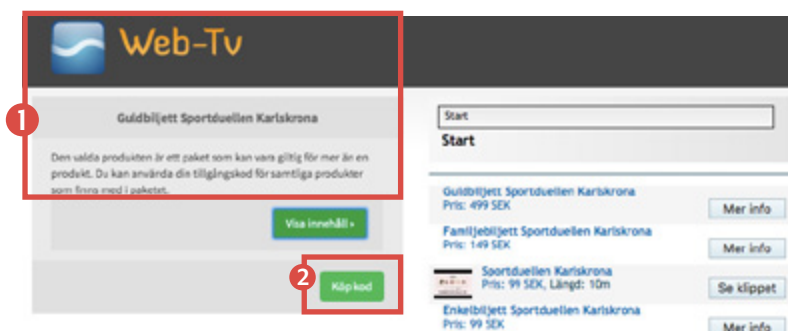 Web-Tv
1
Guldbiljett Sportduellen Karlskrona
Den valda produkten är ett paket som kan vara giltig för mer än en
produkt. Du kan använda din tillgångskod för samtliga produkter
som finns med i paketet.
Visa innehåll »
2
Köp kod
Start
Start
Guldbiljett Sportduellen Karlskrona
Pris: 499 SEK
Mer info
Familjebiljett Sportduellen Karlskrona
Pris: 149 SEK
Mer info
Sportduellen Karlskrona
Pris: 99 SEK, Längd: 10m
Se klippet
Enkelbiljett Sportduellen Karlskrona
Pris: 99 SEK
Mer info